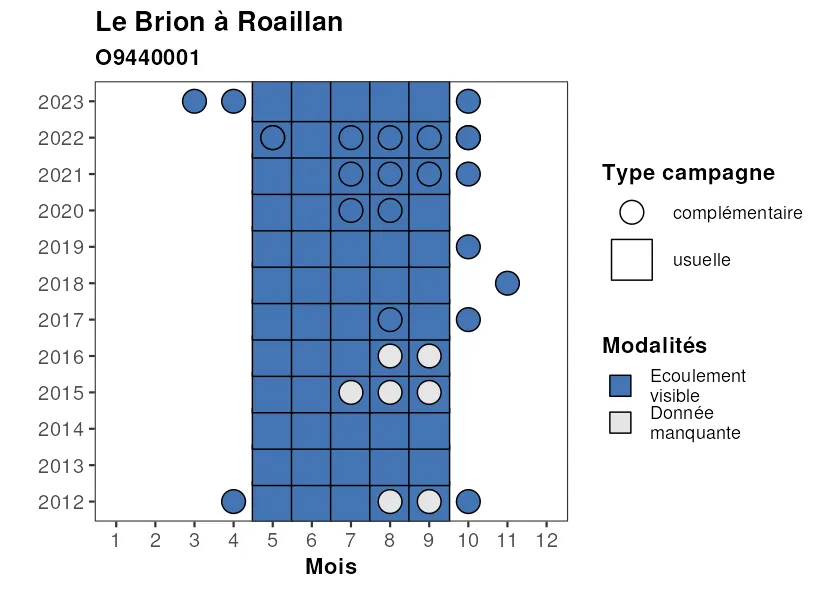 Le Brion à Roaillan
O9440001
2023
2022
2021
2020
2019
2018
2017
2016
2015
2014
2013
2012
1 2 3 4 5 6 7 8 9 10 11 12
Mois
Type campagne
complémentaire
usuelle
Modalités
Ecoulement
visible
Donnée
manquante